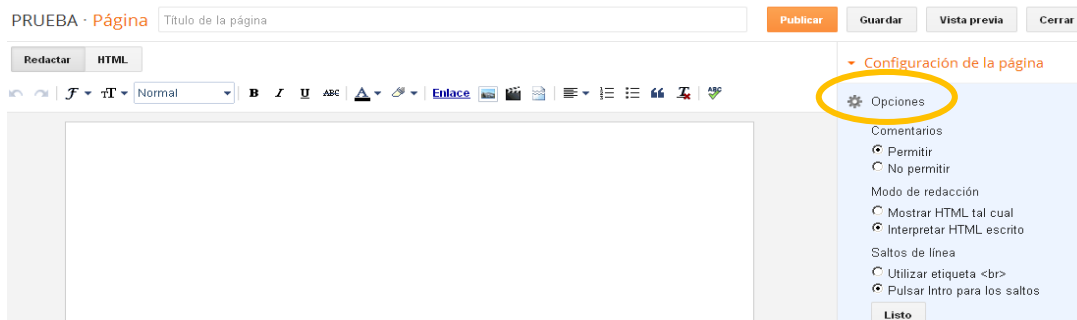 PRUEBA · Página Título de la página Publicar Guardar Vista previa Cerrar
Redactar HTML
Configuración de la página
F T Normal B I U ABC A Enlace ABC
Opciones
Comentarios
Permitir
No permitir
Modo de redacción
Mostrar HTML tal cual
Interpretar HTML escrito
Saltos de línea
Utilizar etiqueta <br>
Pulsar Intro para los saltos
Listo